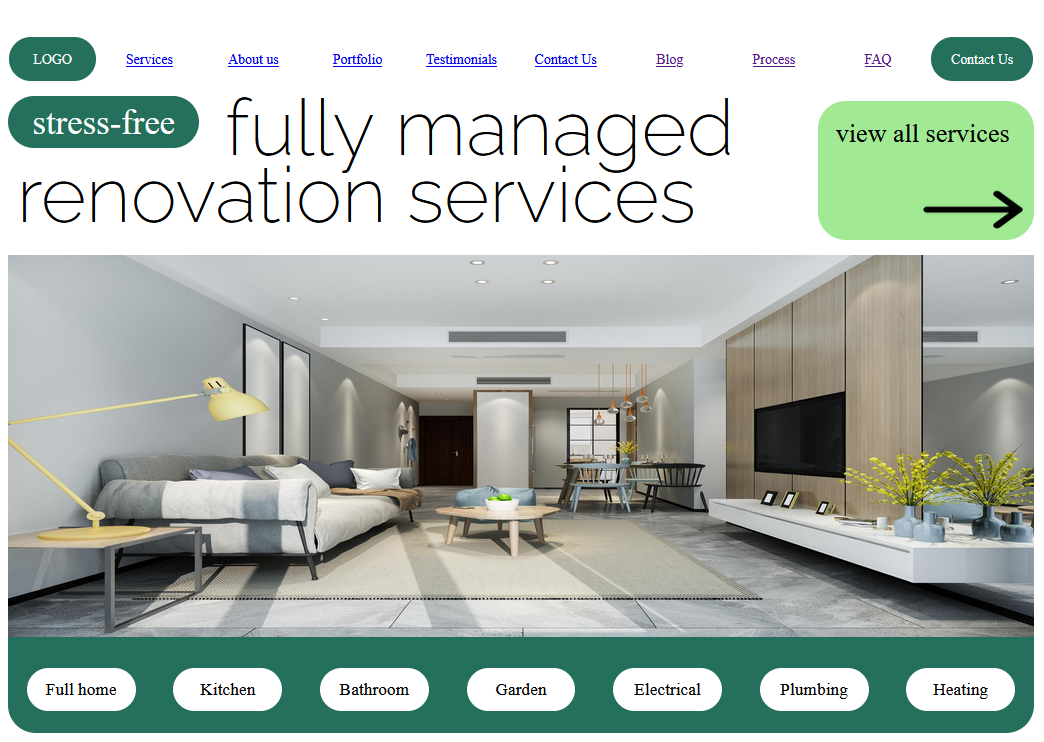 LOGO Services About us Portfolio Testimonials Contact Us Blog Process FAQ Contact Us
stress-free fully managed
renovation services
view all services
Full home Kitchen Bathroom Garden Electrical Plumbing Heating